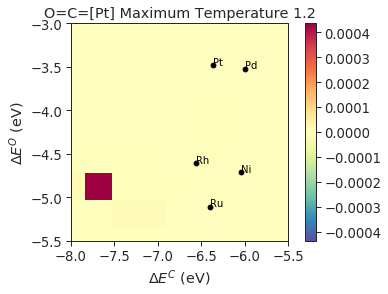 O=C=[Pt] Maximum Temperature 1.2
−3.0
−3.5
−4.0
−4.5
−5.0
−5.5
ΔE^O (eV)
Pt
Pd
Rh
Ni
Ru
−8.0 −7.5 −7.0 −6.5 −6.0 −5.5
ΔE^C (eV)
0.0004
0.0003
0.0002
0.0001
0.0000
−0.0001
−0.0002
−0.0003
−0.0004